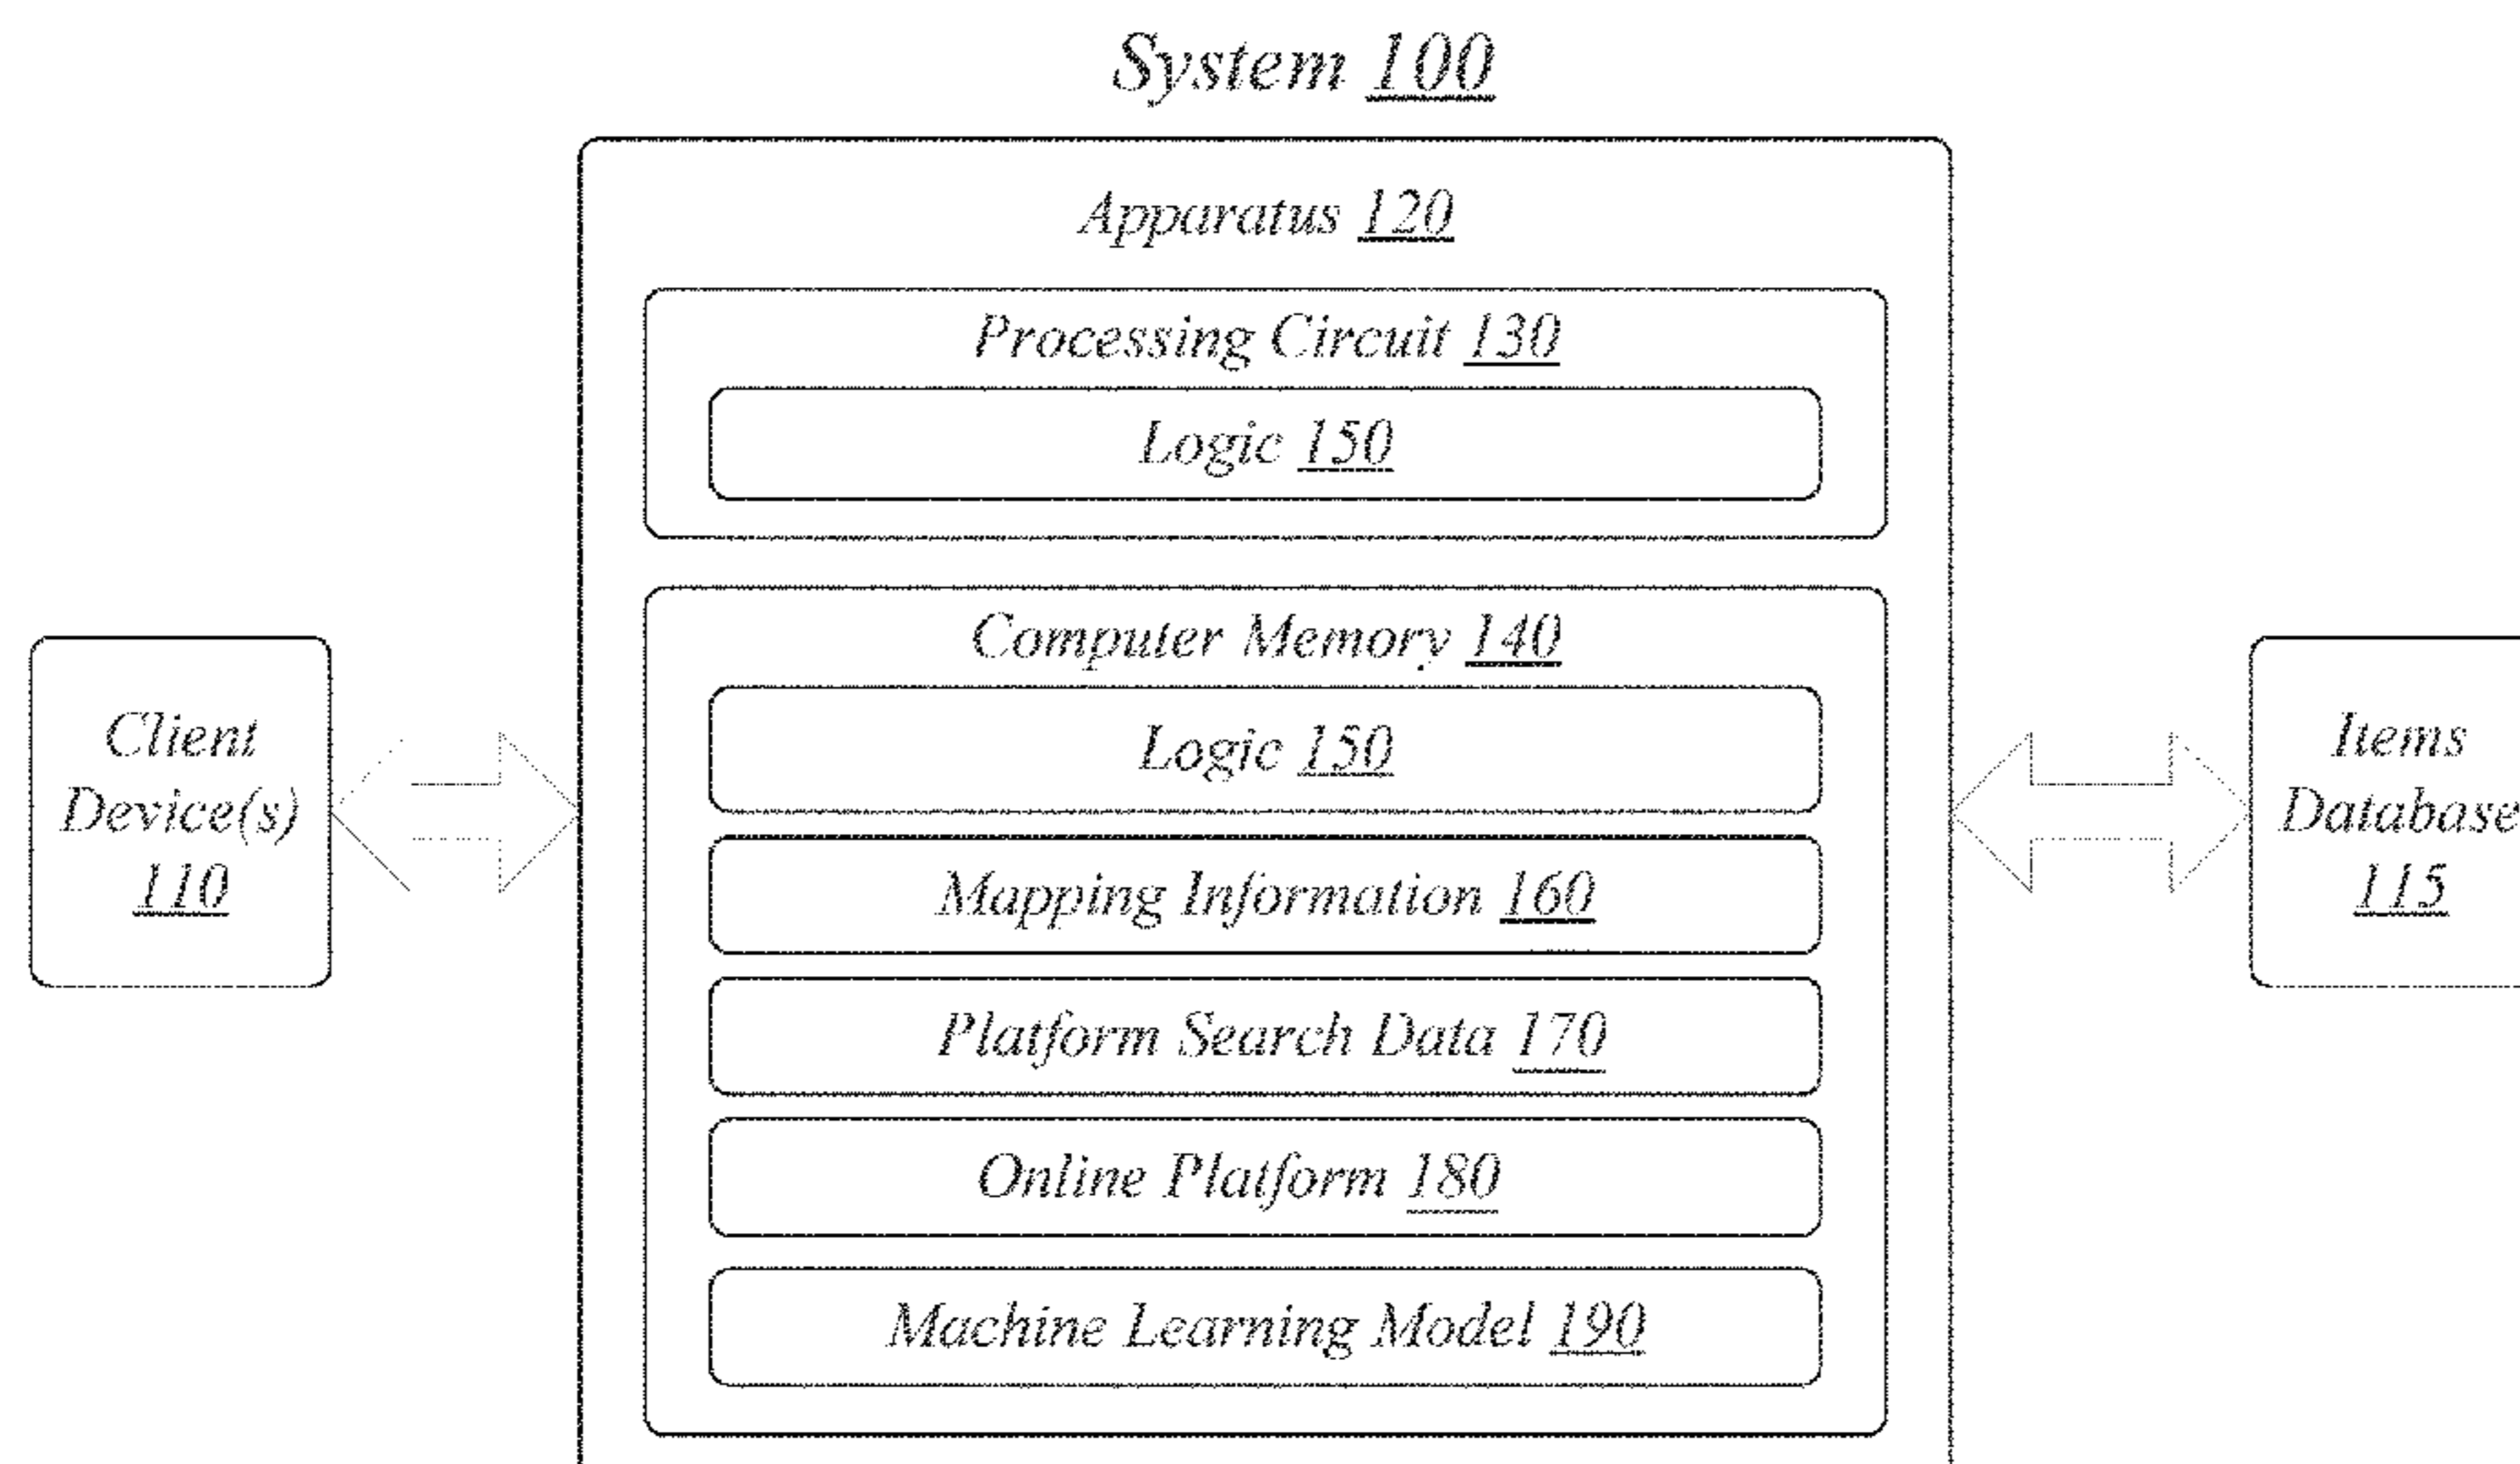 System 100
Apparatus 120
Processing Circuit 130
Logic 150
Computer Memory 140
Logic 150
Mapping Information 160
Platform Search Data 170
Online Platform 180
Machine Learning Model 190
Client
Device(s)
110
Items
Database
115